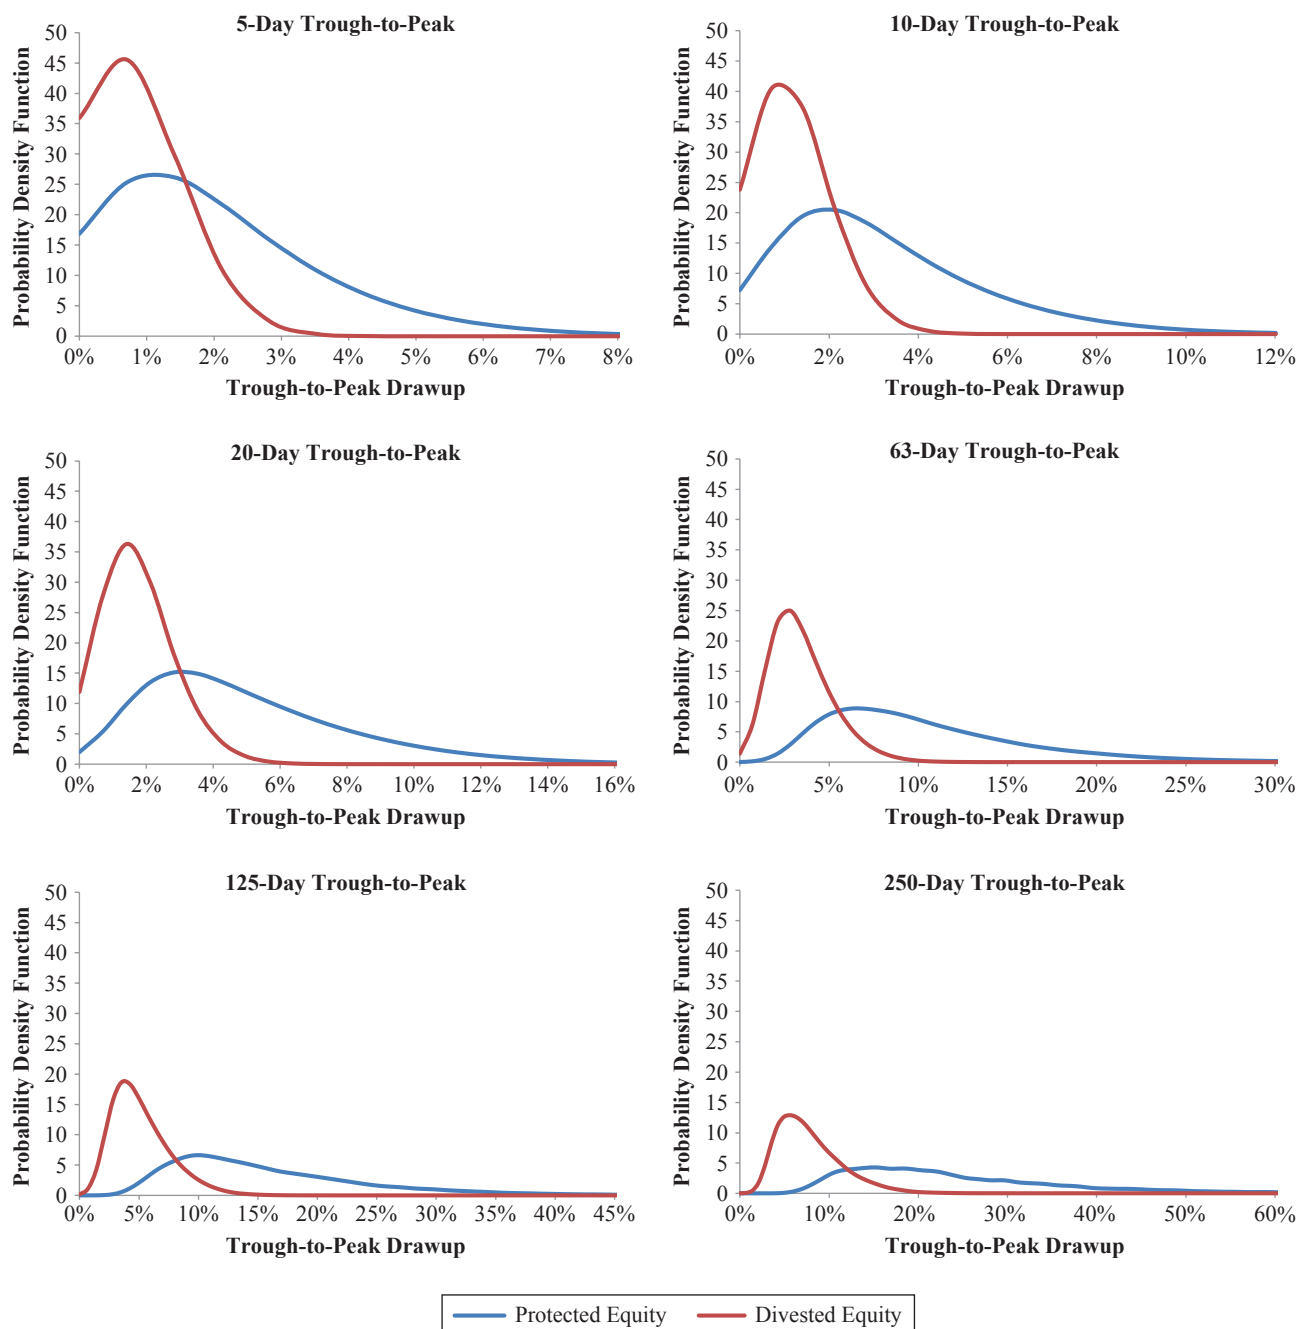 5-Day Trough-to-Peak
Probability Density Function
50
45
40
35
30
25
20
15
10
5
0
0% 1% 2% 3% 4% 5% 6% 7% 8%
Trough-to-Peak Drawup
10-Day Trough-to-Peak
Probability Density Function
50
45
40
35
30
25
20
15
10
5
0
0% 2% 4% 6% 8% 10% 12%
Trough-to-Peak Drawup
20-Day Trough-to-Peak
Probability Density Function
50
45
40
35
30
25
20
15
10
5
0
0% 2% 4% 6% 8% 10% 12% 14% 16%
Trough-to-Peak Drawup
63-Day Trough-to-Peak
Probability Density Function
50
45
40
35
30
25
20
15
10
5
0
0% 5% 10% 15% 20% 25% 30%
Trough-to-Peak Drawup
125-Day Trough-to-Peak
Probability Density Function
50
45
40
35
30
25
20
15
10
5
0
0% 5% 10% 15% 20% 25% 30% 35% 40% 45%
Trough-to-Peak Drawup
250-Day Trough-to-Peak
Probability Density Function
50
45
40
35
30
25
20
15
10
5
0
0% 10% 20% 30% 40% 50% 60%
Trough-to-Peak Drawup
Protected Equity Divested Equity